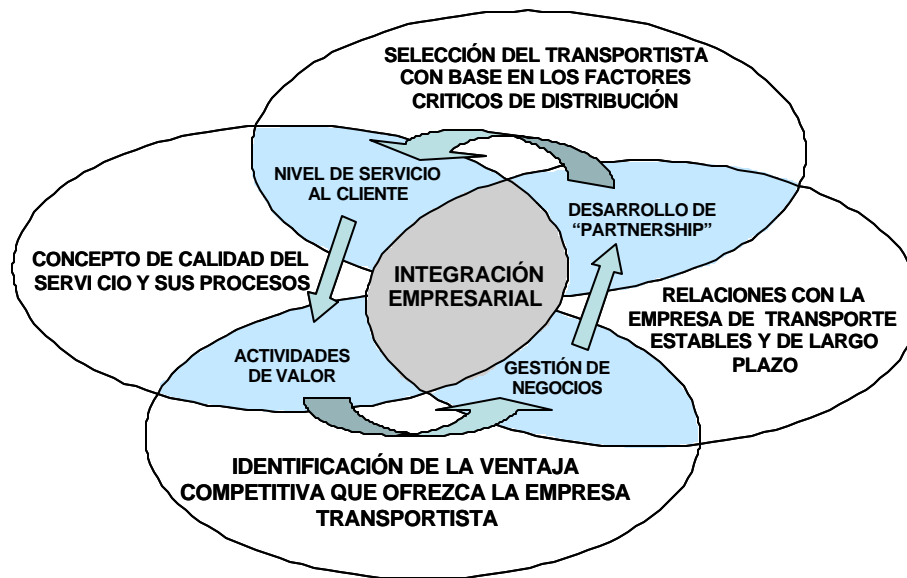 SELECCIÓN DEL TRANSPORTISTA
CON BASE EN LOS FACTORES
CRITICOS DE DISTRIBUCIÓN
NIVEL DE SERVICIO
AL CLIENTE
DESARROLLO DE
“PARTNERSHIP”
CONCEPTO DE CALIDAD DEL
SERVI CIO Y SUS PROCESOS
INTEGRACIÓN
EMPRESARIAL
RELACIONES CON LA
EMPRESA DE TRANSPORTE
ESTABLES Y DE LARGO
PLAZO
ACTIVIDADES
DE VALOR
GESTIÓN DE
NEGOCIOS
IDENTIFICACIÓN DE LA VENTAJA
COMPETITIVA QUE OFREZCA LA EMPRESA
TRANSPORTISTA